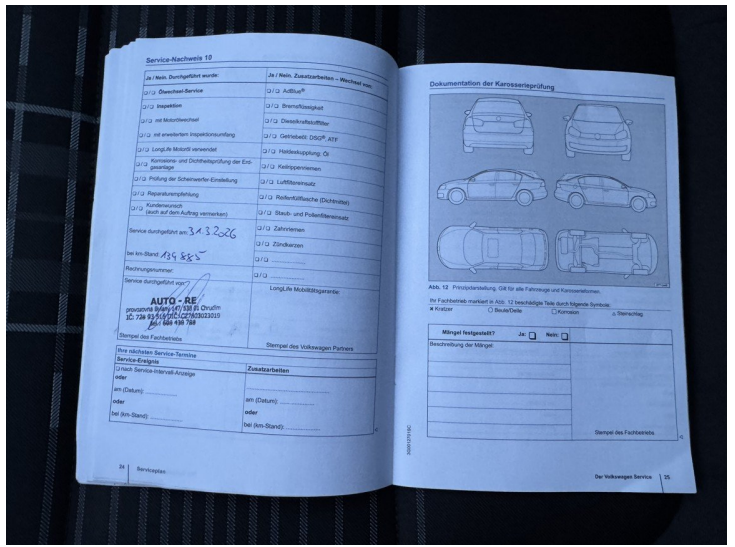 Service-Nachweis 10
Ja / Nein. Durchgeführt wurde:
❑ / ❑ Ölwechsel-Service
❑ / ❑ Inspektion
❑ / ❑ mit Motorölwechsel
❑ / ❑ mit erweitertem Inspektionsumfang
❑ / ❑ LongLife Motoröl verwendet
❑ / ❑ Korrosions- und Dichtheitsprüfung der Erd-
gasanlage
❑ / ❑ Prüfung der Scheinwerfer-Einstellung
❑ / ❑ Reparaturempfehlung
❑ / ❑ Kundenwunsch
(auch auf dem Auftrag vermerken)
Service durchgeführt am: 31.3.2026
bei km-Stand: 134 885
Rechnungsnummer:
Service durchgeführt von:
AUTO - RE
Stempel des Fachbetriebs
Ja / Nein. Zusatzarbeiten – Wechsel von:
❑ / ❑ AdBlue®
❑ / ❑ Bremsflüssigkeit
❑ / ❑ Dieselkraftstofffilter
❑ / ❑ Getriebeöl: DSG®, ATF
❑ / ❑ Haldexkupplung: Öl
❑ / ❑ Keilrippenriemen
❑ / ❑ Luftfiltereinsatz
❑ / ❑ Reifenfüllflasche (Dichtmittel)
❑ / ❑ Staub- und Pollenfiltereinsatz
❑ / ❑ Zahnriemen
❑ / ❑ Zündkerzen
❑ / ❑
❑ / ❑
LongLife Mobilitätsgarantie:
Stempel des Volkswagen Partners
Ihre nächsten Service-Termine
Service-Ereignis
❑ nach Service-Intervall-Anzeige
oder
am (Datum):
oder
bei (km-Stand):
Zusatzarbeiten
am (Datum):
oder
bei (km-Stand):
34 Serviceplan
Dokumentation der Karosserieprüfung
Abb. 12 Prinzipdarstellung. Gilt für alle Fahrzeuge und Karosserieformen.
Ihr Fachbetrieb markiert in Abb. 12 beschädigte Teile durch folgende Symbole:
✕ Kratzer ○ Beule/Delle ▢ Korrosion △ Steinschlag
Mängel festgestellt? Ja: ❑ Nein: ❑
Beschreibung der Mängel:
Stempel des Fachbetriebs
Der Volkswagen Service 35